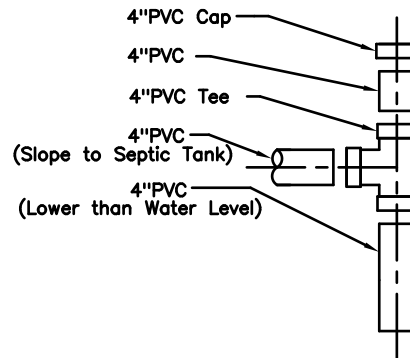 4"PVC Cap
4"PVC
4"PVC Tee
4"PVC
(Slope to Septic Tank)
4"PVC
(Lower than Water Level)